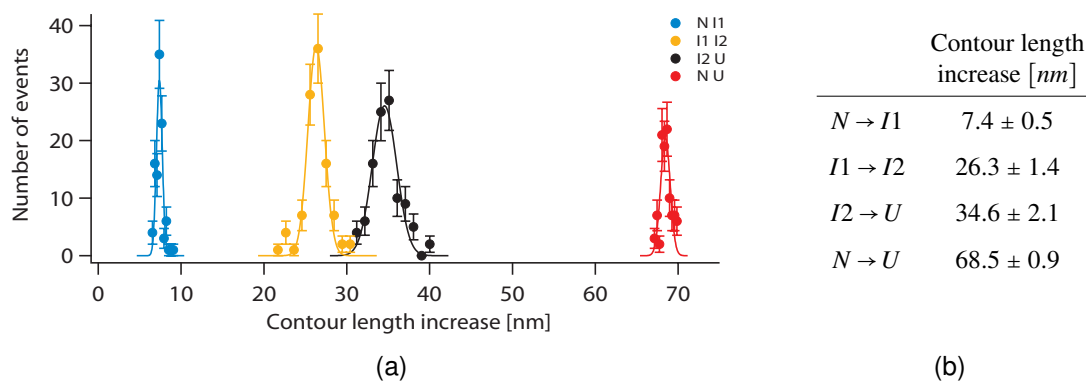 40
30
20
10
0
Number of events
0 10 20 30 40 50 60 70
Contour length increase [nm]
N I1
I1 I2
I2 U
N U
(a)
Contour length
increase [nm]
N → I1 7.4 ± 0.5
I1 → I2 26.3 ± 1.4
I2 → U 34.6 ± 2.1
N → U 68.5 ± 0.9
(b)